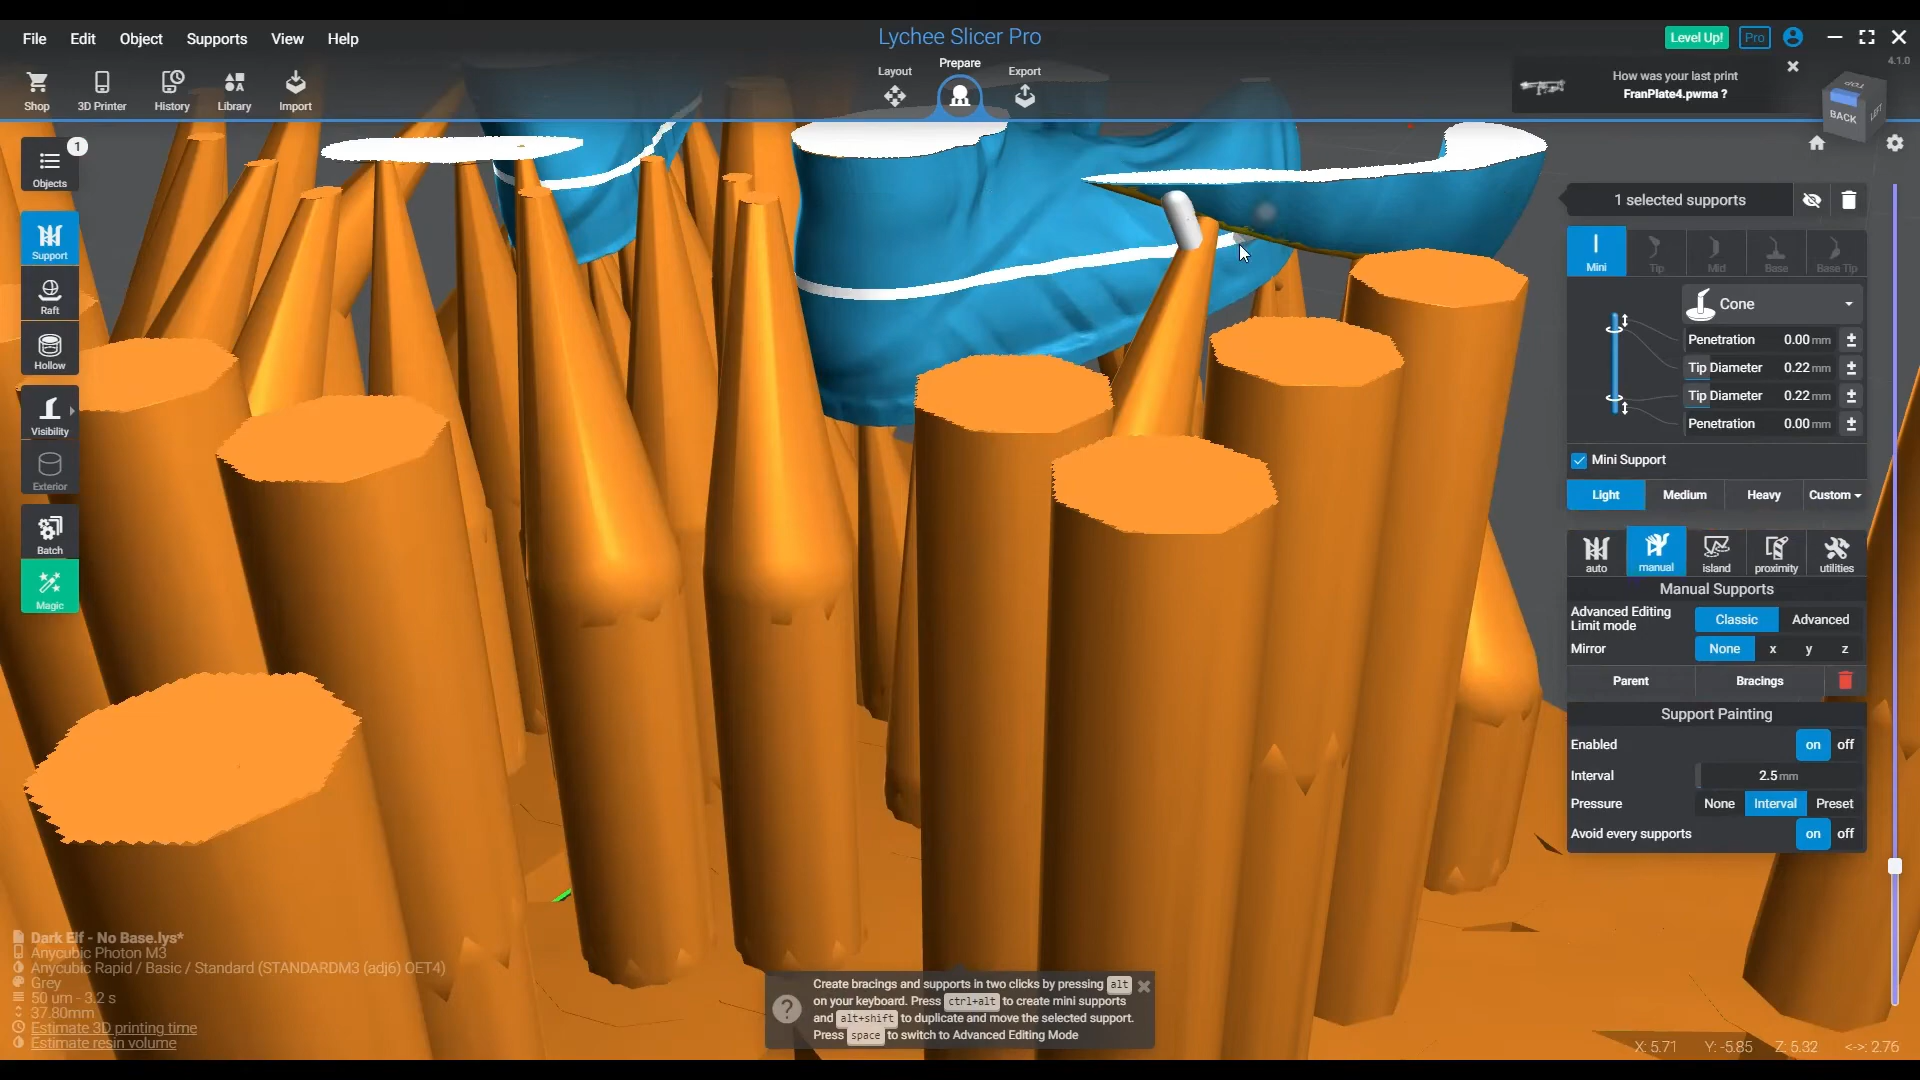 File Edit Object Supports View Help
Lychee Slicer Pro
Level Up! Pro
4.1.0
Shop 3D Printer History Library Import
Layout Prepare Export
How was your last print
FranPlate4.pwma ?
TOP
BACK LEFT
1
Objects
Support
Raft
Hollow
Visibility
Exterior
Batch
Magic
1 selected supports
Mini Tip Mid Base Base Tip
Cone
Penetration 0.00 mm
Tip Diameter 0.22 mm
Tip Diameter 0.22 mm
Penetration 0.00 mm
Mini Support
Light Medium Heavy Custom
auto manual island proximity utilities
Manual Supports
Advanced Editing
Limit mode Classic Advanced
Mirror None x y z
Parent Bracings
Support Painting
Enabled on off
Interval 2.5 mm
Pressure None Interval Preset
Avoid every supports on off
Dark Elf - No Base.lys*
Anycubic Photon M3
Anycubic Rapid / Basic / Standard (STANDARDM3 (adj6) OET4)
Grey
50 um - 3.2 s
37.80mm
Estimate 3D printing time
Estimate resin volume
Create bracings and supports in two clicks by pressing alt
on your keyboard. Press ctrl+alt to create mini supports
and alt+shift to duplicate and move the selected support.
Press space to switch to Advanced Editing Mode
X: 5.71 Y: -5.85 Z: 5.32 <->: 2.76